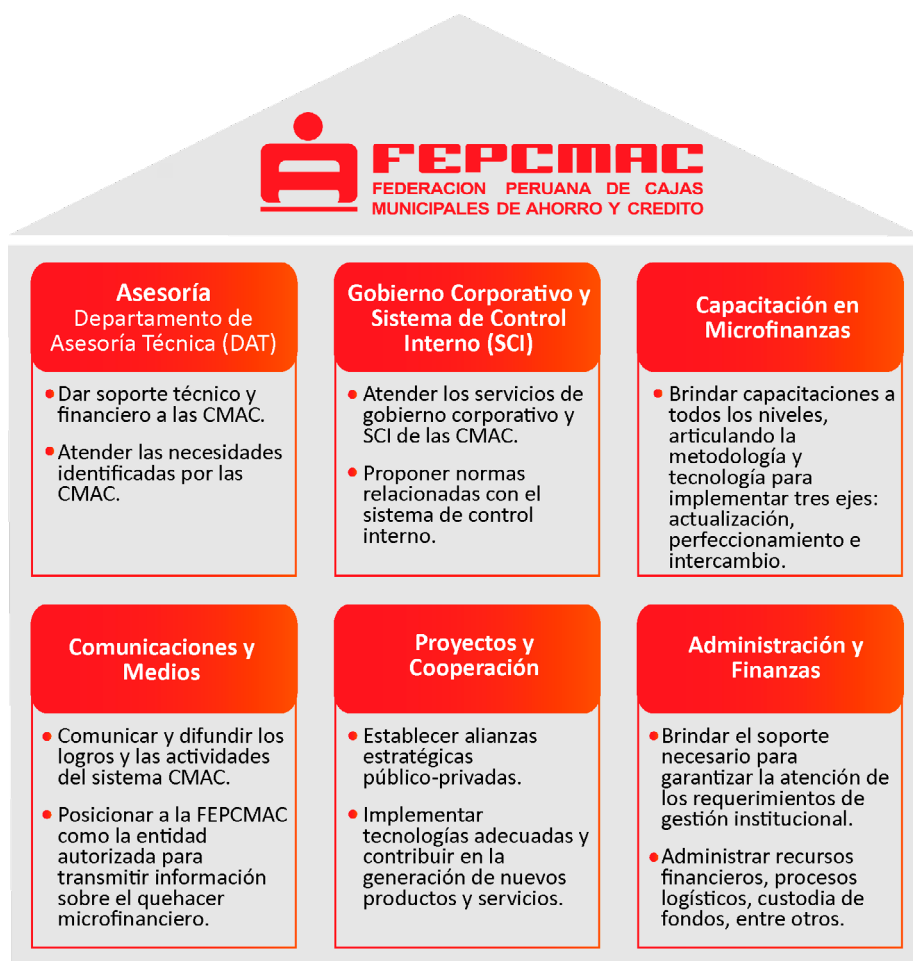 FEPCMAC
FEDERACION PERUANA DE CAJAS
MUNICIPALES DE AHORRO Y CREDITO
Asesoría
Departamento de
Asesoría Técnica (DAT)
• Dar soporte técnico y
financiero a las CMAC.
• Atender las necesidades
identificadas por las
CMAC.
Gobierno Corporativo y
Sistema de Control
Interno (SCI)
• Atender los servicios de
gobierno corporativo y
SCI de las CMAC.
• Proponer normas
relacionadas con el
sistema de control
interno.
Capacitación en
Microfinanzas
• Brindar capacitaciones a
todos los niveles,
articulando la
metodología y
tecnología para
implementar tres ejes:
actualización,
perfeccionamiento e
intercambio.
Comunicaciones y
Medios
• Comunicar y difundir los
logros y las actividades
del sistema CMAC.
• Posicionar a la FEPCMAC
como la entidad
autorizada para
transmitir información
sobre el quehacer
microfinanciero.
Proyectos y
Cooperación
• Establecer alianzas
estratégicas
público-privadas.
• Implementar
tecnologías adecuadas y
contribuir en la
generación de nuevos
productos y servicios.
Administración y
Finanzas
• Brindar el soporte
necesario para
garantizar la atención de
los requerimientos de
gestión institucional.
• Administrar recursos
financieros, procesos
logísticos, custodia de
fondos, entre otros.